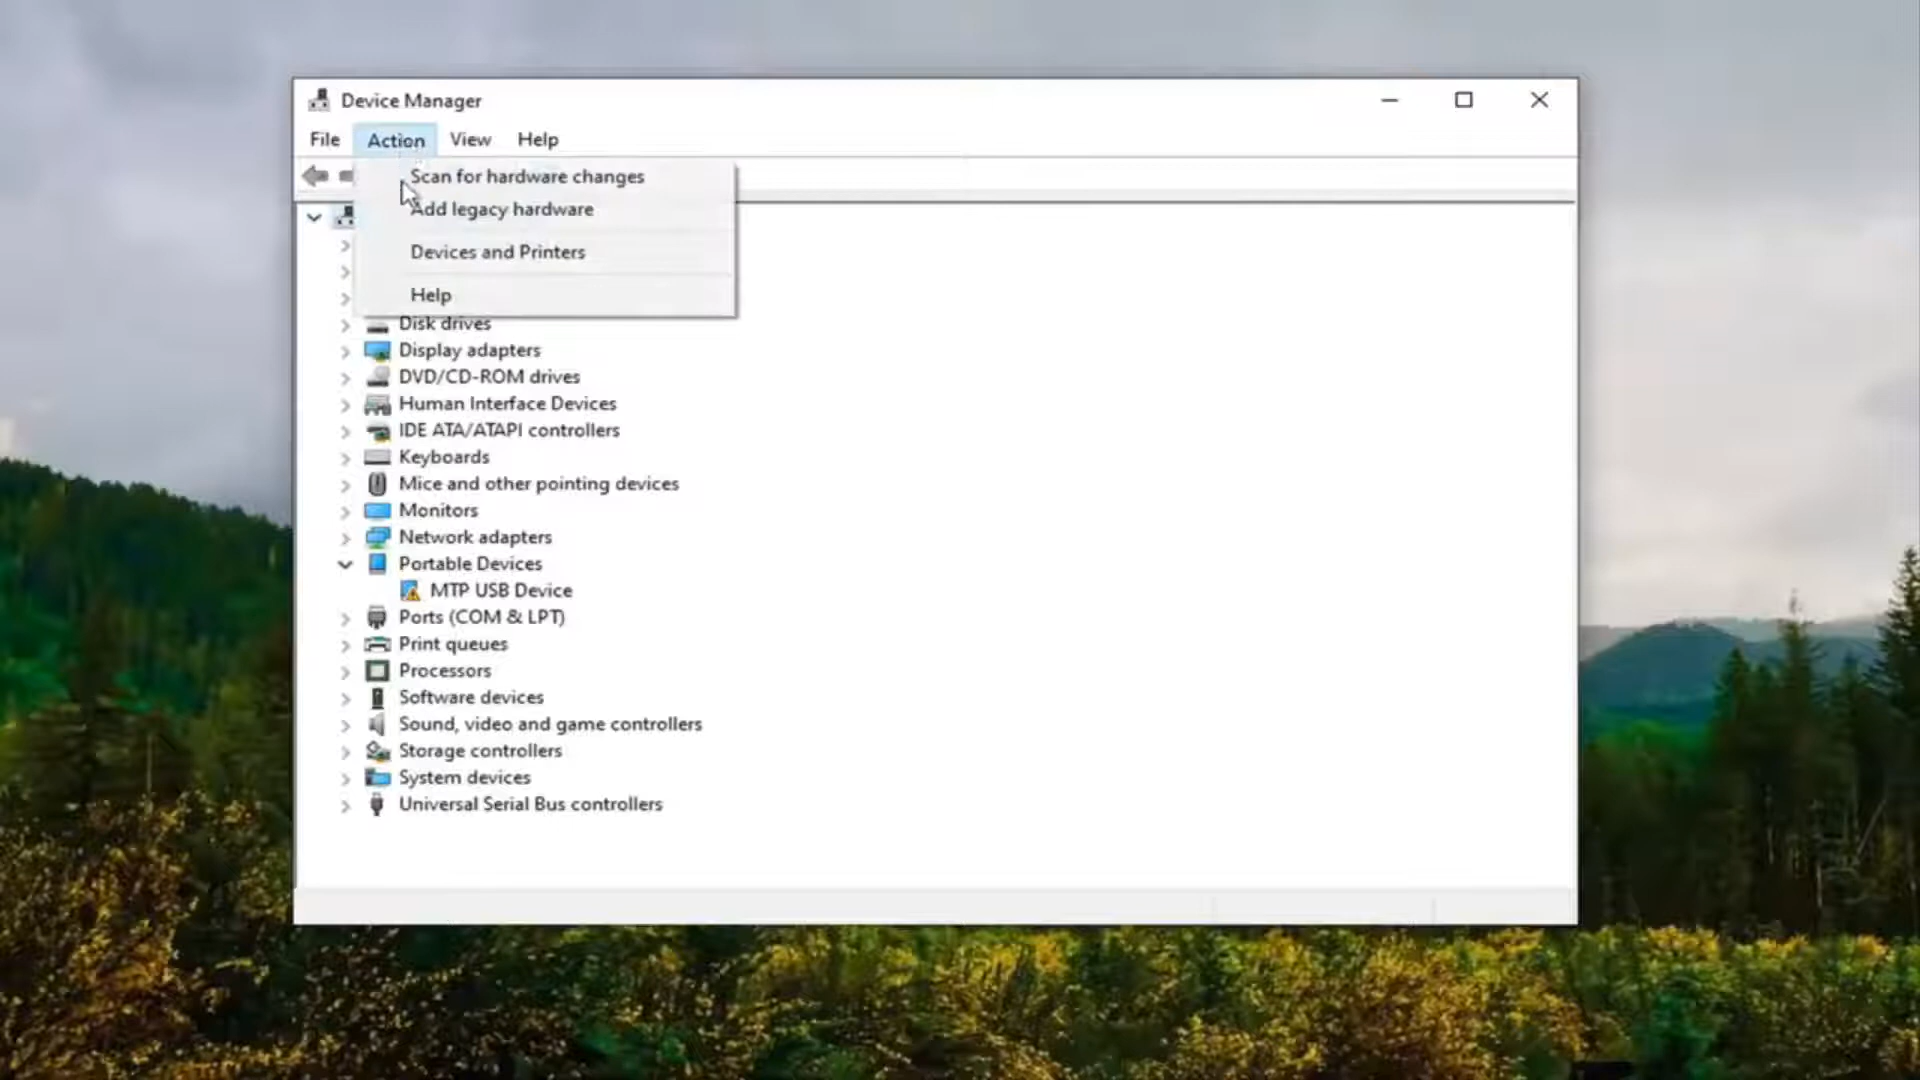 Device Manager
File Action View Help
Scan for hardware changes
Add legacy hardware
Devices and Printers
Help
Disk drives
Display adapters
DVD/CD-ROM drives
Human Interface Devices
IDE ATA/ATAPI controllers
Keyboards
Mice and other pointing devices
Monitors
Network adapters
Portable Devices
MTP USB Device
Ports (COM & LPT)
Print queues
Processors
Software devices
Sound, video and game controllers
Storage controllers
System devices
Universal Serial Bus controllers